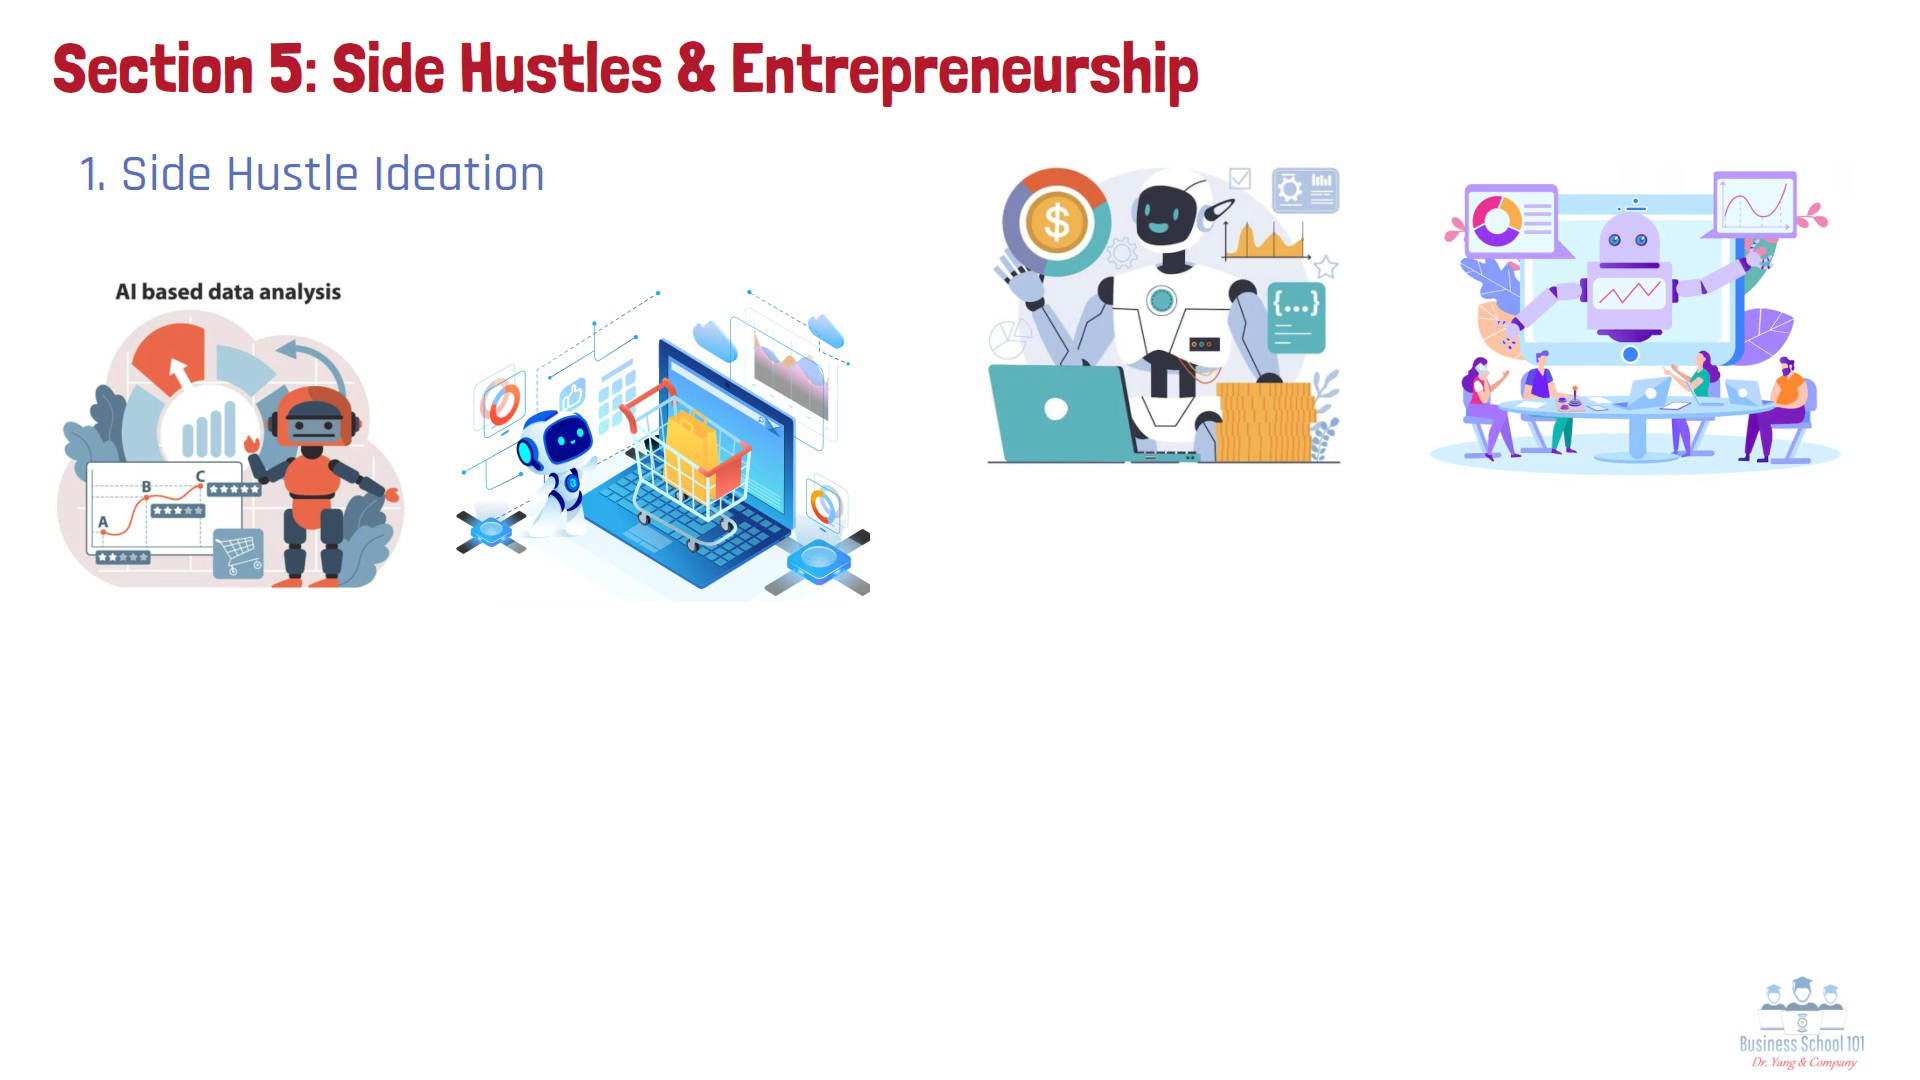 Section 5: Side Hustles & Entrepreneurship
1. Side Hustle Ideation
AI based data analysis
A
B
C
$
{...}
Business School 101
Dr. Yang & Company